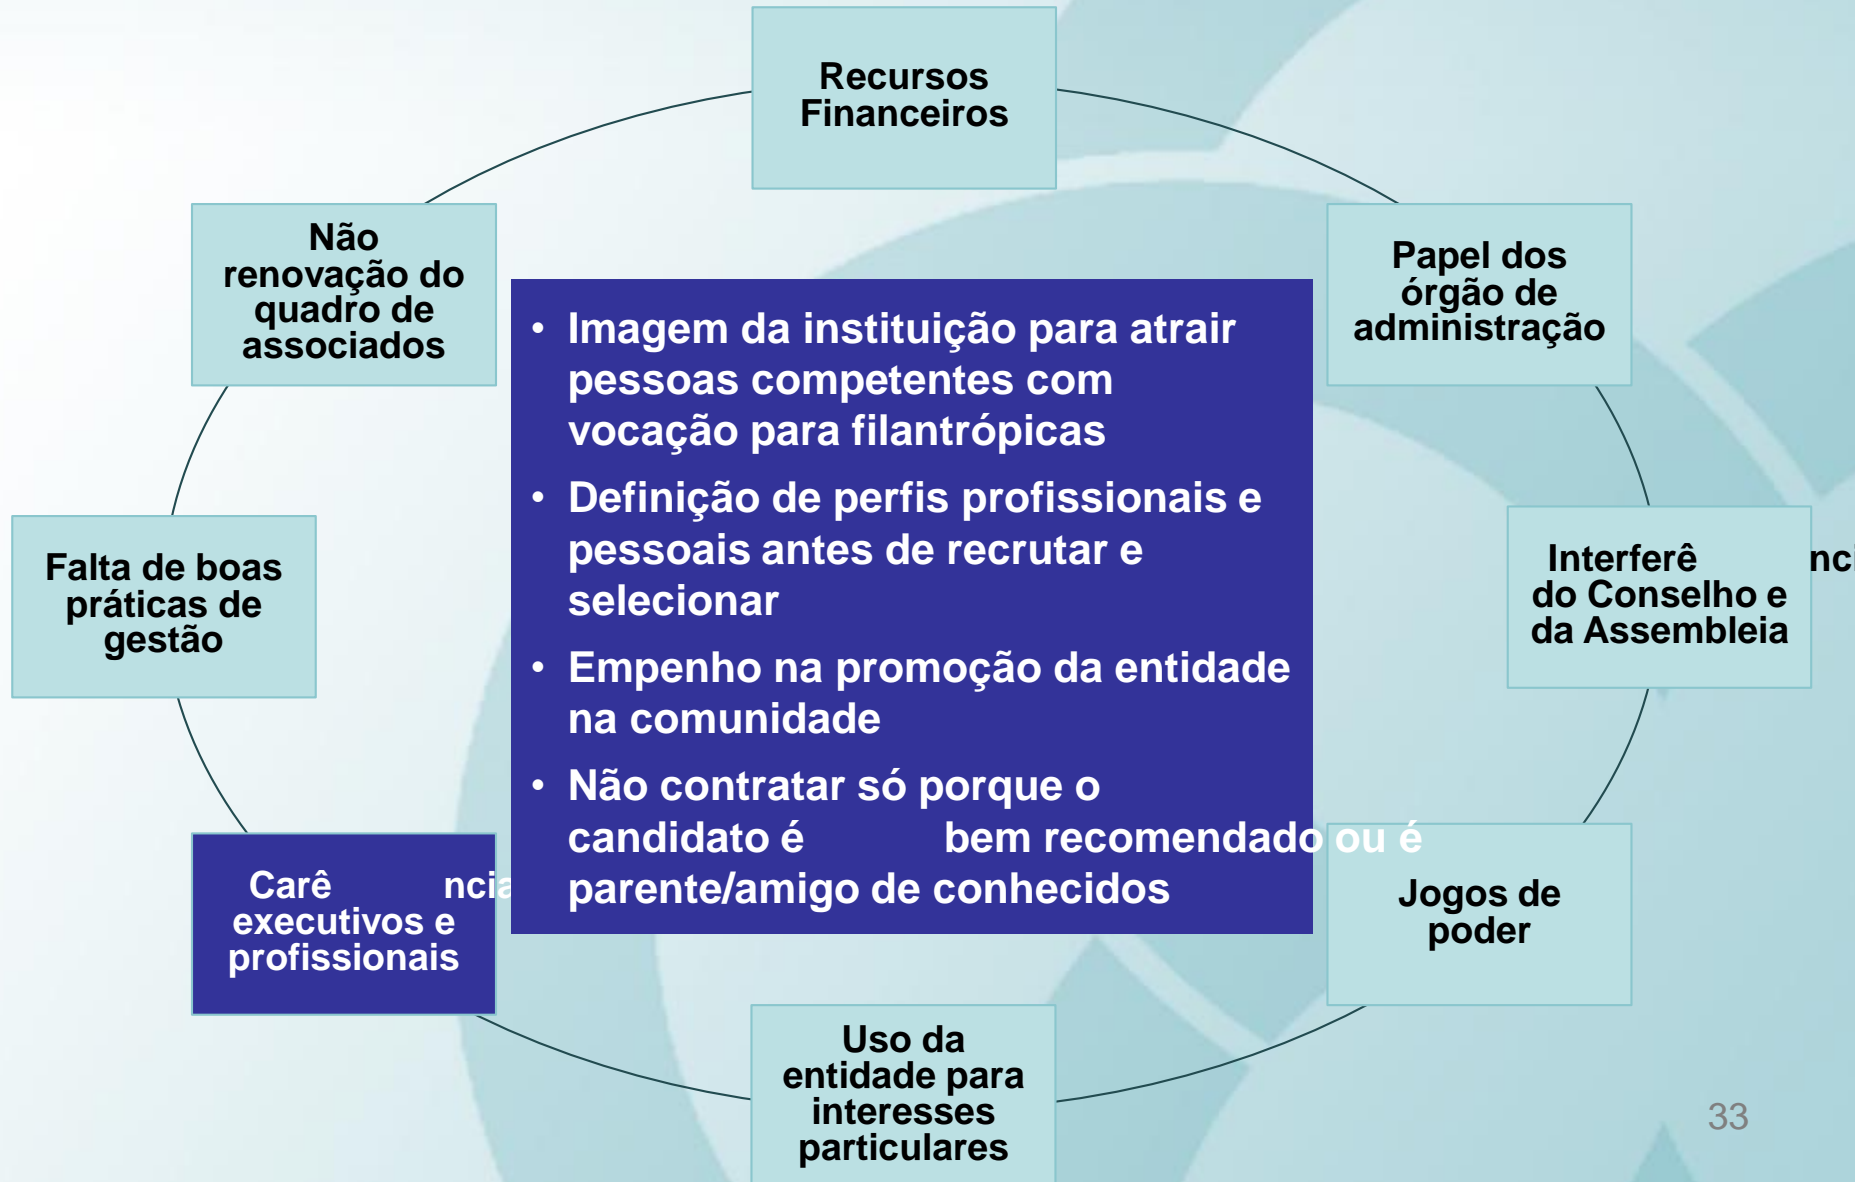 Recursos
Financeiros
Não
renovação do
quadro de
associados
Papel dos
órgão de
administração
• Imagem da instituição para atrair
pessoas competentes com
vocação para filantrópicas
• Definição de perfis profissionais e
pessoais antes de recrutar e
selecionar
• Empenho na promoção da entidade
na comunidade
• Não contratar só porque o
candidato é bem recomendado ou é
parente/amigo de conhecidos
Falta de boas
práticas de
gestão
Interferê nci
do Conselho e
da Assembleia
Carê ncia
executivos e
profissionais
Jogos de
poder
Uso da
entidade para
interesses
particulares
33